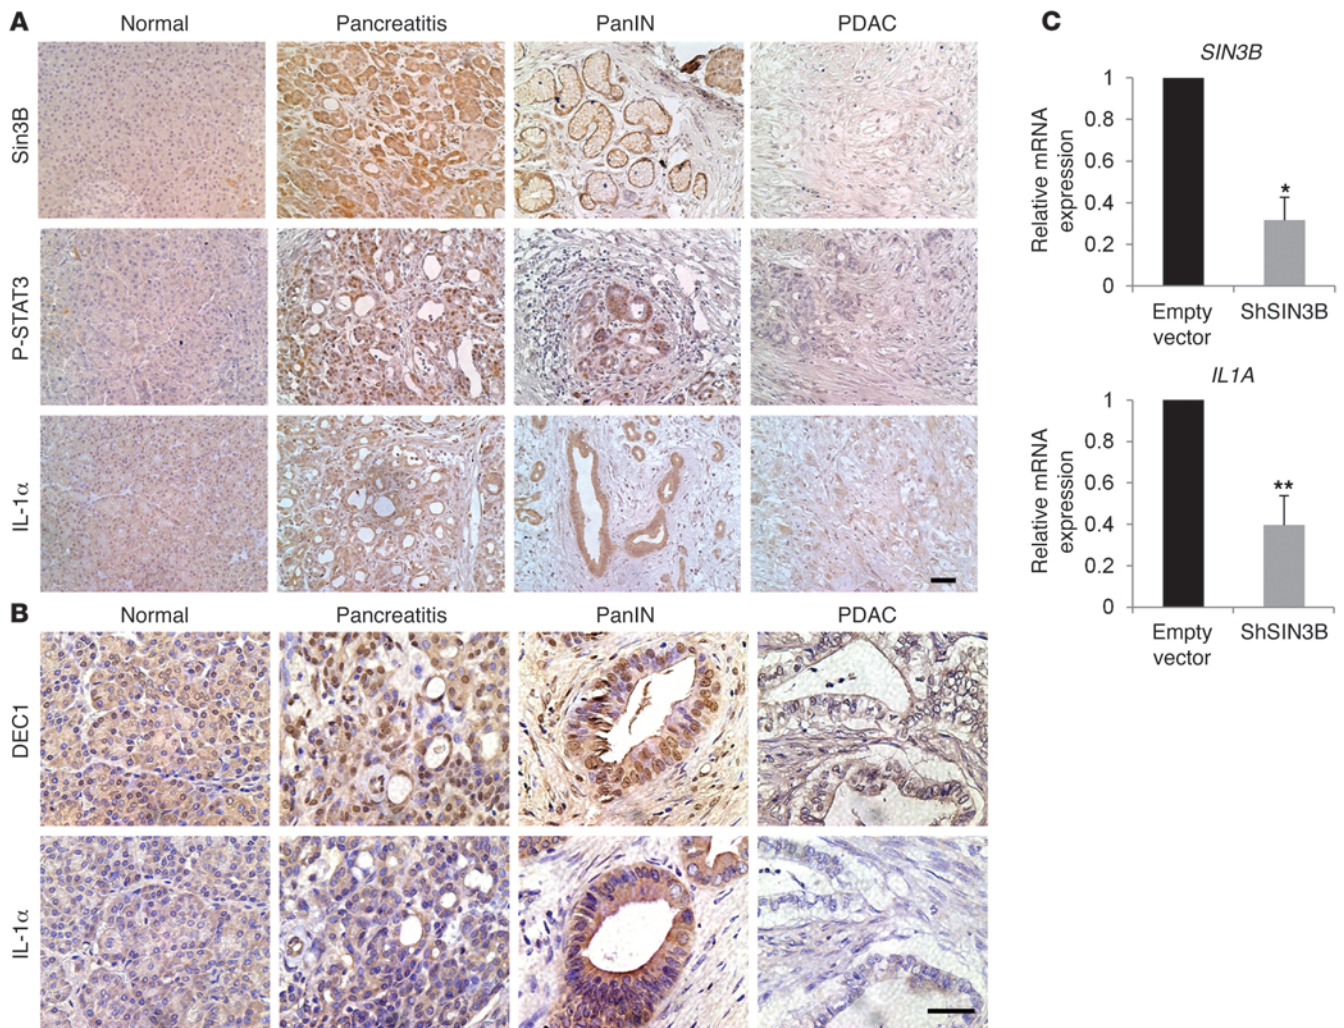 A
Normal
Pancreatitis
PanIN
PDAC
Sin3B
P-STAT3
IL-1α
B
Normal
Pancreatitis
PanIN
PDAC
DEC1
IL-1α
C
SIN3B
Relative mRNA
expression
1
0.8
0.6
0.4
0.2
0
*
Empty
vector
ShSIN3B
IL1A
Relative mRNA
expression
1
0.8
0.6
0.4
0.2
0
**
Empty
vector
ShSIN3B